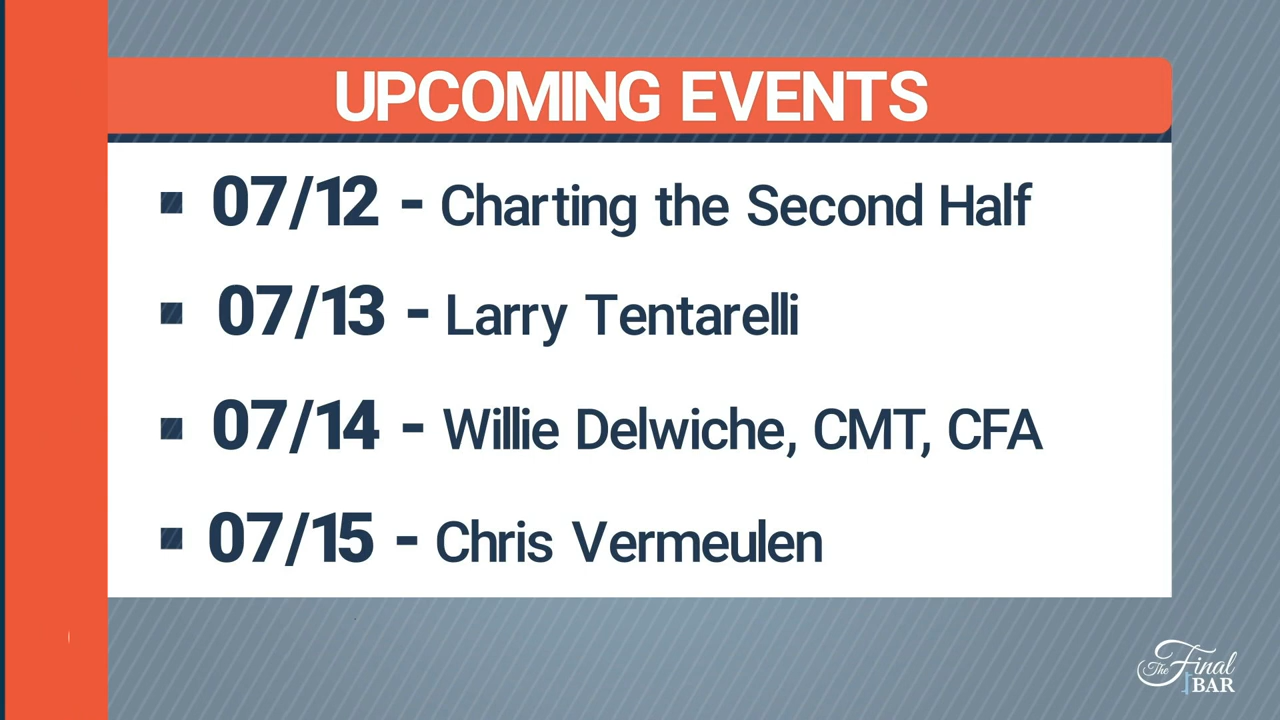 UPCOMING EVENTS
▪ 07/12 - Charting the Second Half
▪ 07/13 - Larry Tentarelli
▪ 07/14 - Willie Delwiche, CMT, CFA
▪ 07/15 - Chris Vermeulen
The Final
BAR